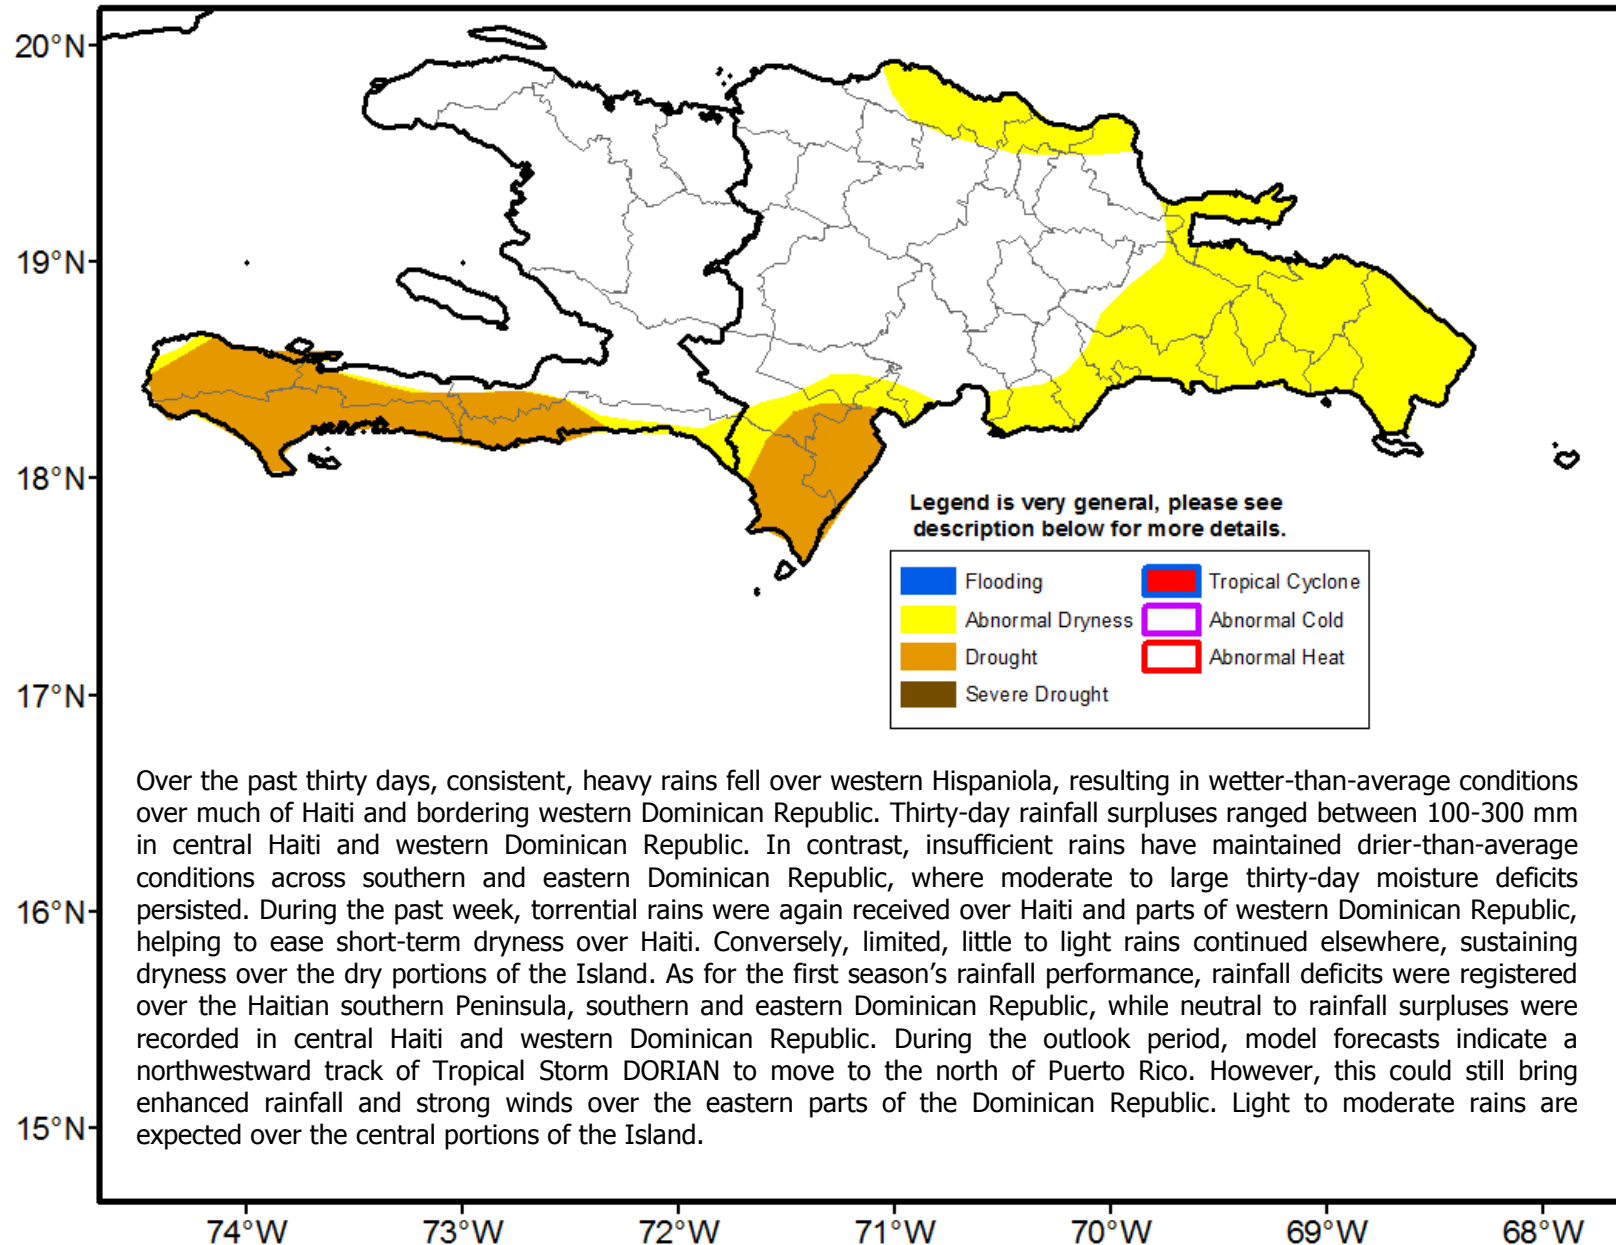 20°N
19°N
18°N
17°N
16°N
15°N
Legend is very general, please see
description below for more details.
Flooding
Tropical Cyclone
Abnormal Dryness
Abnormal Cold
Drought
Abnormal Heat
Severe Drought
Over the past thirty days, consistent, heavy rains fell over western Hispaniola, resulting in wetter-than-average conditions
over much of Haiti and bordering western Dominican Republic. Thirty-day rainfall surpluses ranged between 100-300 mm
in central Haiti and western Dominican Republic. In contrast, insufficient rains have maintained drier-than-average
conditions across southern and eastern Dominican Republic, where moderate to large thirty-day moisture deficits
persisted. During the past week, torrential rains were again received over Haiti and parts of western Dominican Republic,
helping to ease short-term dryness over Haiti. Conversely, limited, little to light rains continued elsewhere, sustaining
dryness over the dry portions of the Island. As for the first season’s rainfall performance, rainfall deficits were registered
over the Haitian southern Peninsula, southern and eastern Dominican Republic, while neutral to rainfall surpluses were
recorded in central Haiti and western Dominican Republic. During the outlook period, model forecasts indicate a
northwestward track of Tropical Storm DORIAN to move to the north of Puerto Rico. However, this could still bring
enhanced rainfall and strong winds over the eastern parts of the Dominican Republic. Light to moderate rains are
expected over the central portions of the Island.
74°W
73°W
72°W
71°W
70°W
69°W
68°W